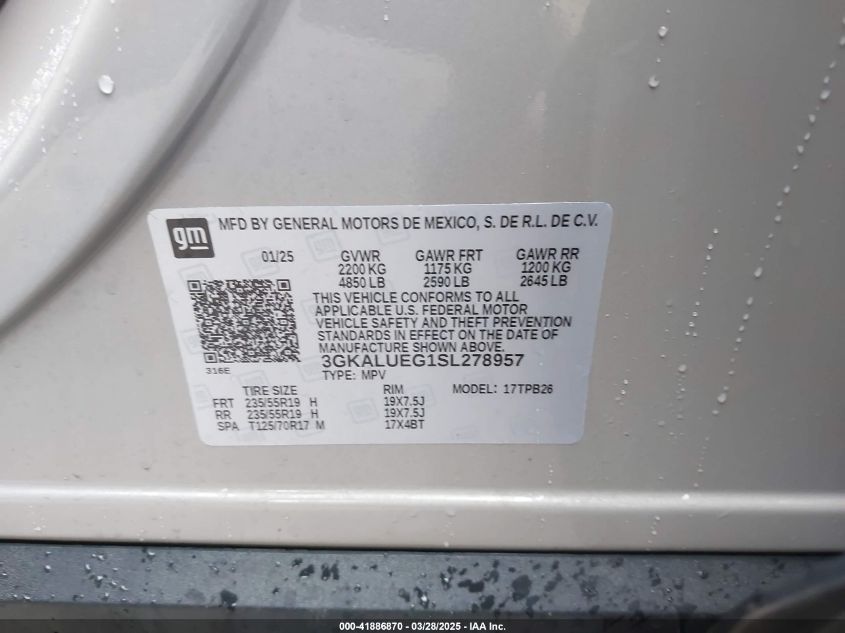 gm
MFD BY GENERAL MOTORS DE MEXICO, S. DE R.L. DE C.V.
01/25 GVWR GAWR FRT GAWR RR
2200 KG 1175 KG 1200 KG
4850 LB 2590 LB 2645 LB
THIS VEHICLE CONFORMS TO ALL
APPLICABLE U.S. FEDERAL MOTOR
VEHICLE SAFETY AND THEFT PREVENTION
STANDARDS IN EFFECT ON THE DATE OF
MANUFACTURE SHOWN ABOVE.
316E
3GKALUEG1SL278957
TYPE: MPV
TIRE SIZE RIM MODEL: 17TPB26
FRT 235/55R19 H 19X7.5J
RR 235/55R19 H 19X7.5J
SPA T125/70R17 M 17X4BT
000-41886870 - 03/28/2025 - IAA Inc.